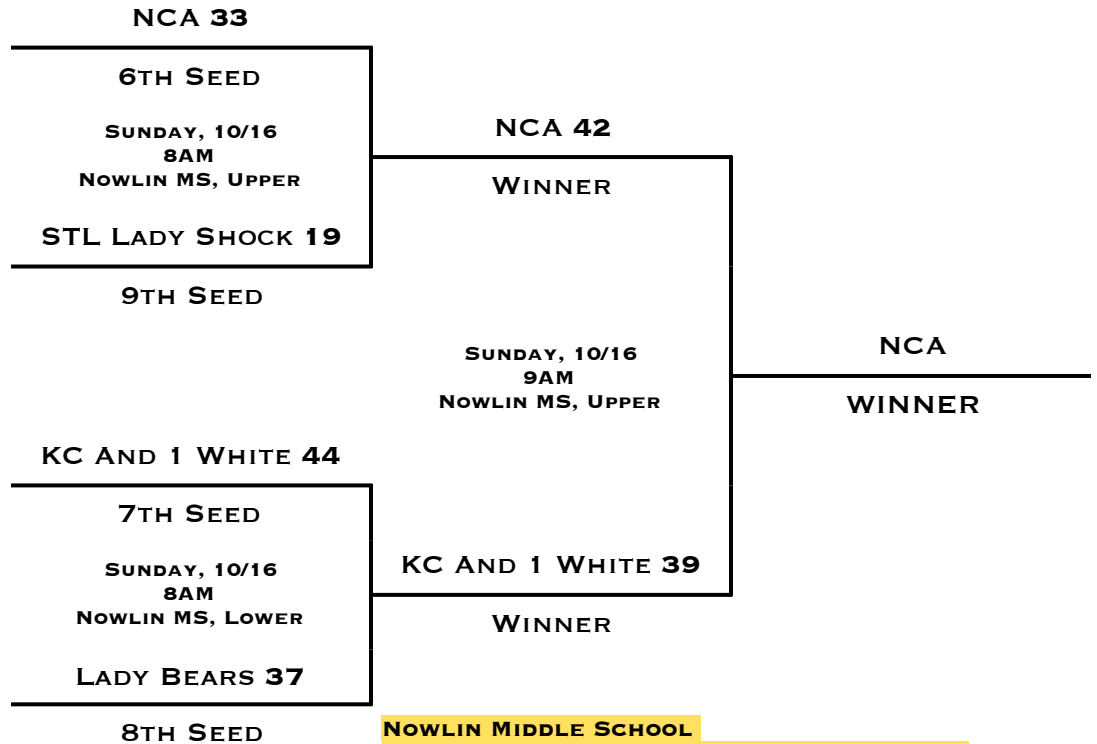 NCA 33
6th Seed
Sunday, 10/16
8AM
Nowlin MS, Upper
STL Lady Shock 19
9th Seed
NCA 42
Winner
Sunday, 10/16
9AM
Nowlin MS, Upper
NCA
WINNER
KC And 1 White 44
7th Seed
Sunday, 10/16
8AM
Nowlin MS, Lower
Lady Bears 37
8th Seed
KC And 1 White 39
Winner
Nowlin Middle School